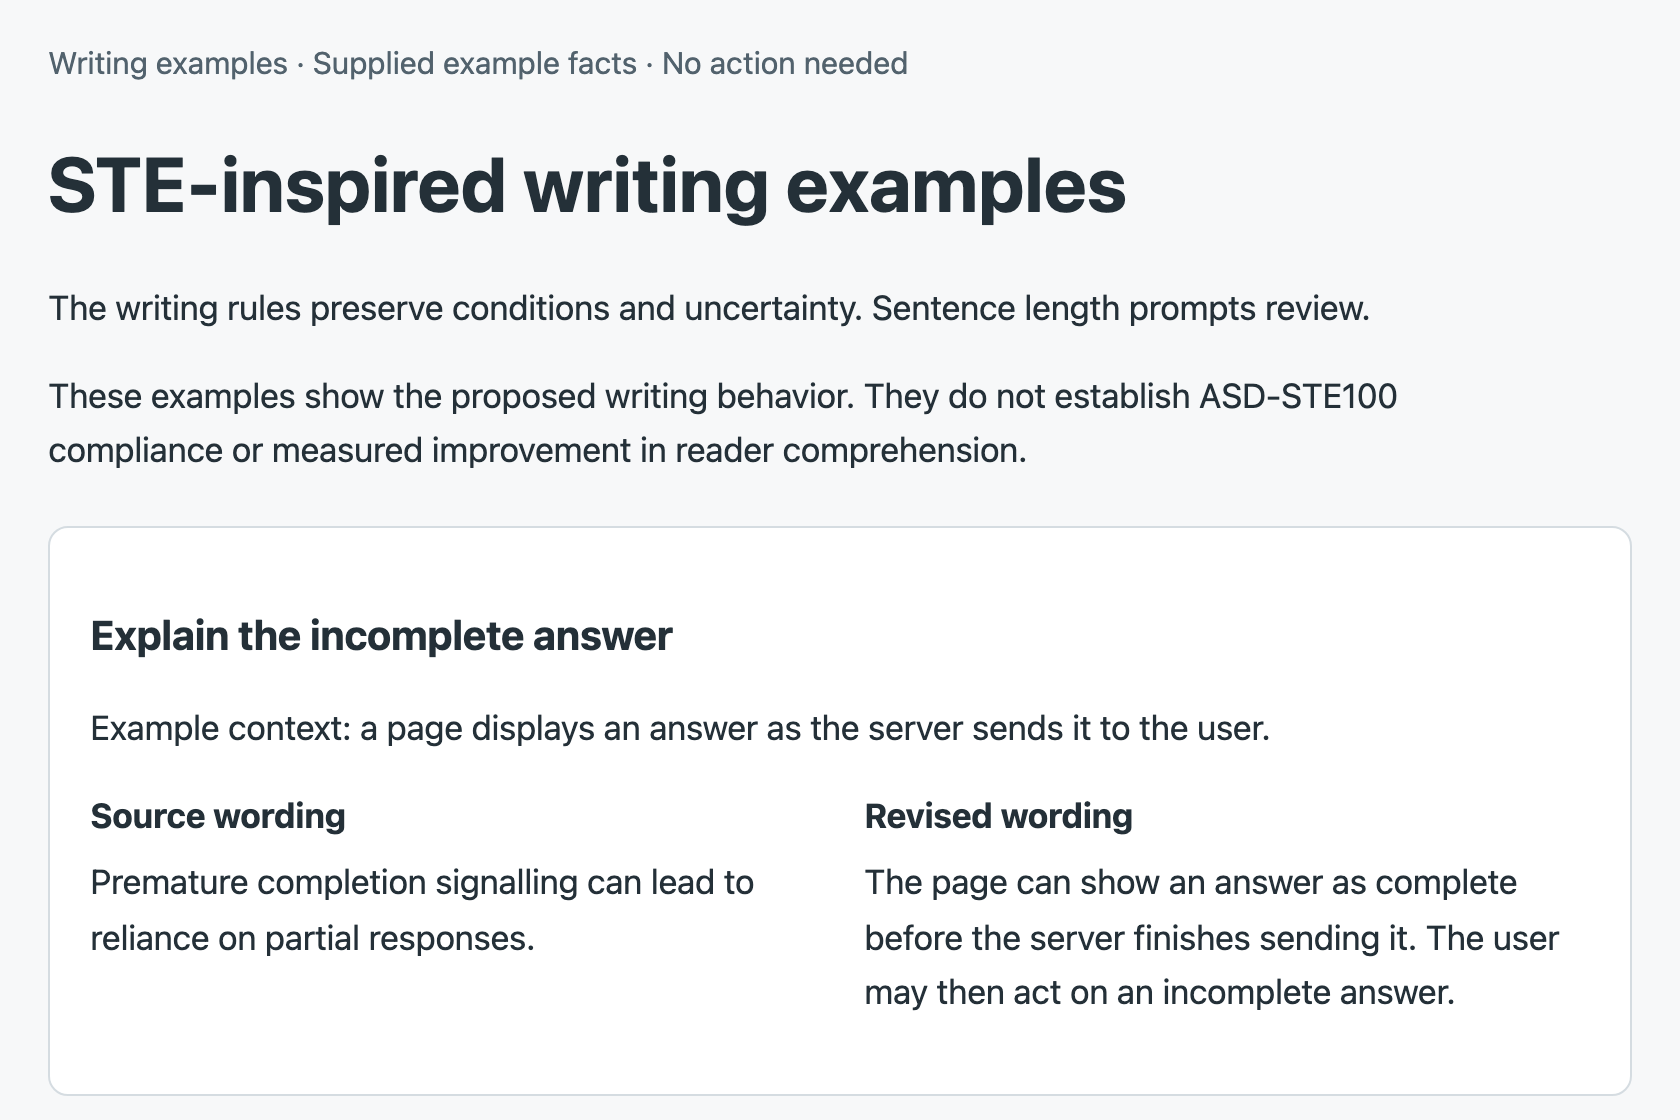 Writing examples · Supplied example facts · No action needed
STE-inspired writing examples
The writing rules preserve conditions and uncertainty. Sentence length prompts review.
These examples show the proposed writing behavior. They do not establish ASD-STE100
compliance or measured improvement in reader comprehension.
Explain the incomplete answer
Example context: a page displays an answer as the server sends it to the user.
Source wording
Premature completion signalling can lead to
reliance on partial responses.
Revised wording
The page can show an answer as complete
before the server finishes sending it. The user
may then act on an incomplete answer.